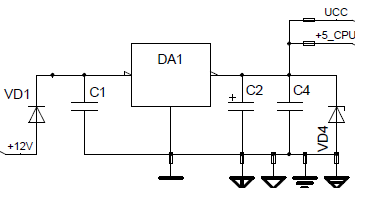 UCC
+5_CPU
DA1
VD1
C1
C2
C4
VD4
+
+12V